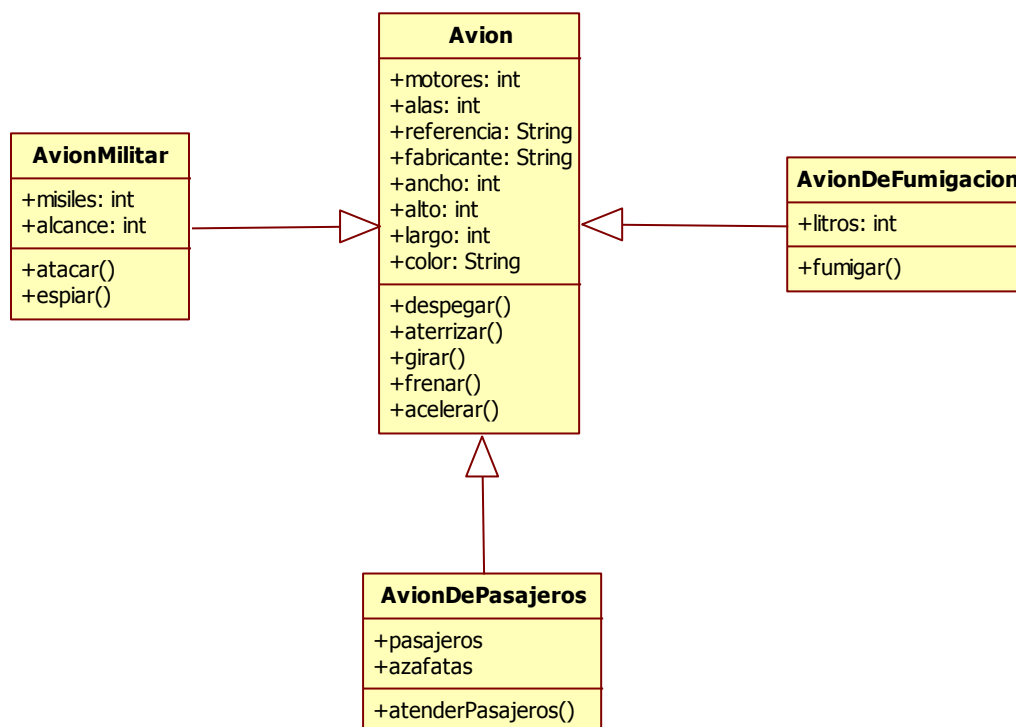 Avion
+motores: int
+alas: int
+referencia: String
+fabricante: String
+ancho: int
+alto: int
+largo: int
+color: String
+despegar()
+aterrizar()
+girar()
+frenar()
+acelerar()
AvionMilitar
+misiles: int
+alcance: int
+atacar()
+espiar()
AvionDeFumigacion
+litros: int
+fumigar()
AvionDePasajeros
+pasajeros
+azafatas
+atenderPasajeros()